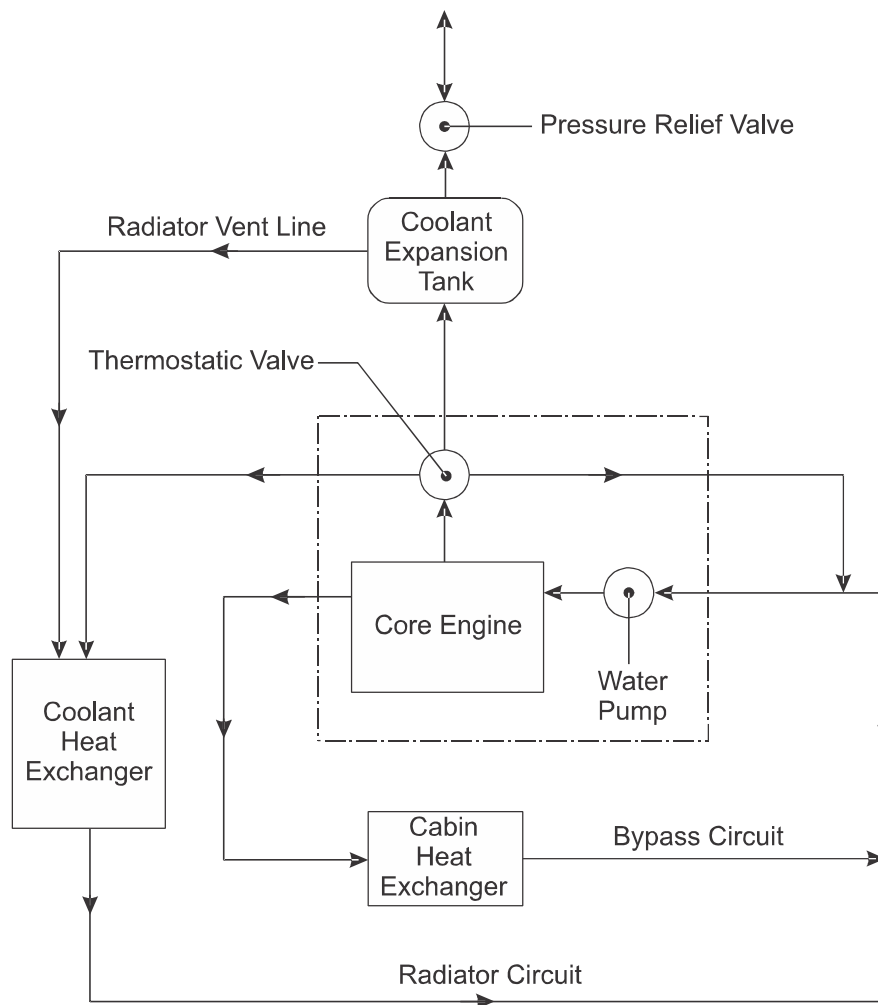 Pressure Relief Valve
Radiator Vent Line
Coolant
Expansion
Tank
Thermostatic Valve
Core Engine
Water
Pump
Coolant
Heat
Exchanger
Cabin
Heat
Exchanger
Bypass Circuit
Radiator Circuit